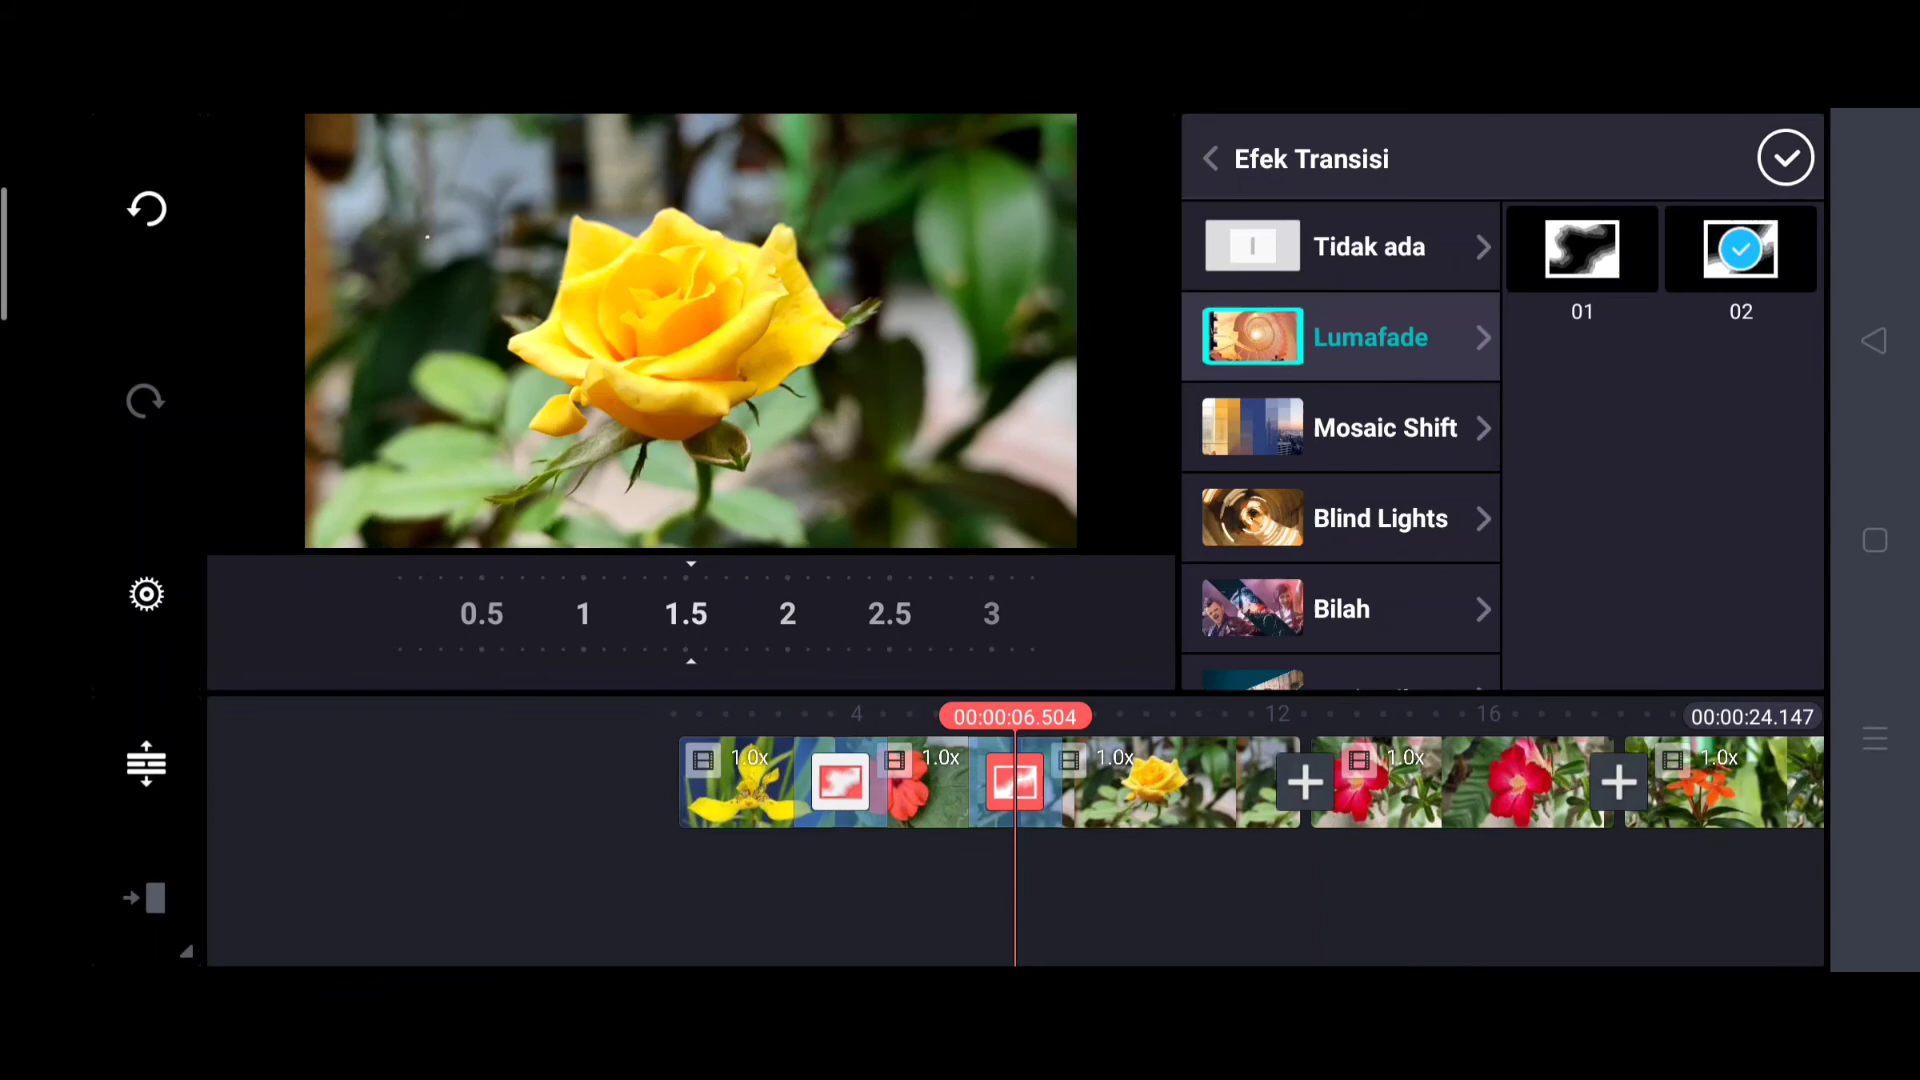 Efek Transisi
Tidak ada
Lumafade
Mosaic Shift
Blind Lights
Bilah
01
02
0.5
1
1.5
2
2.5
3
4
00:00:06.504
12
16
00:00:24.147
1.0x
1.0x
1.0x
1.0x
1.0x